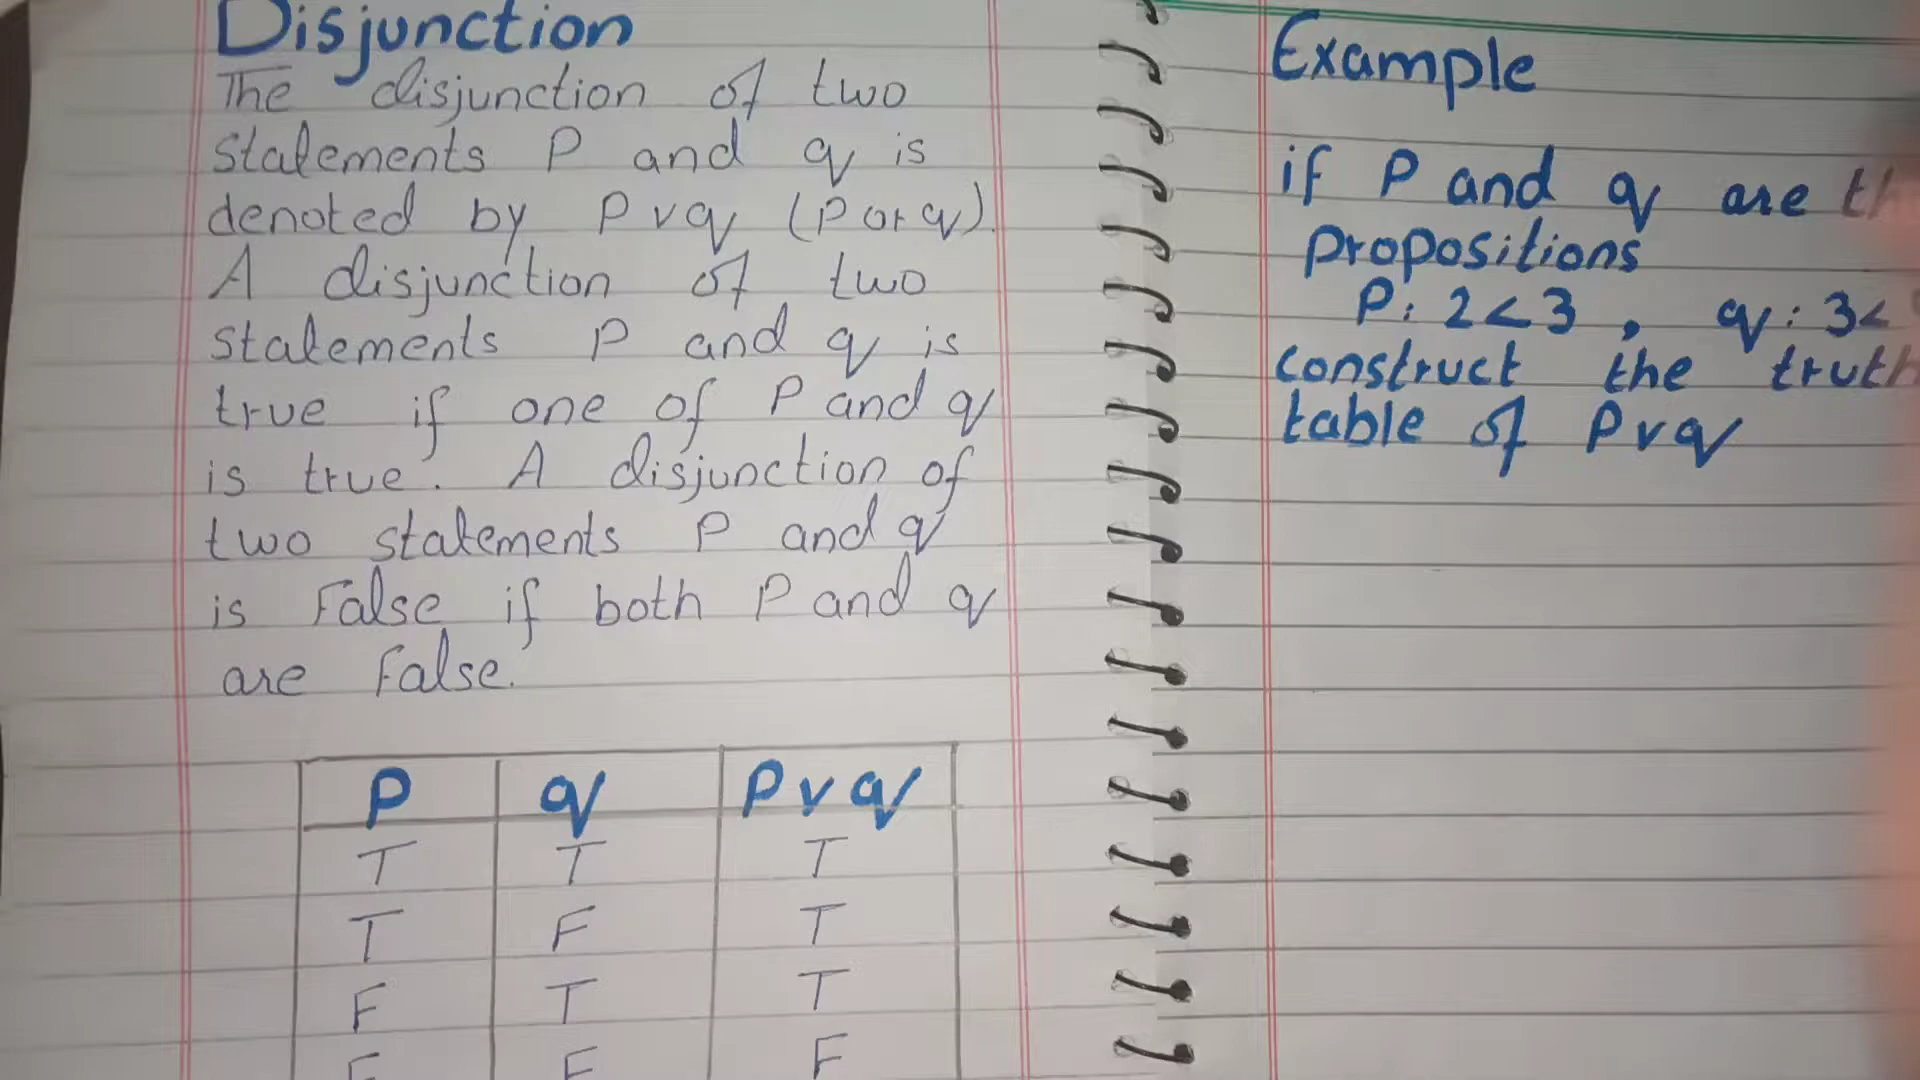 Disjunction
The disjunction of two
statements P and q is
denoted by P v q (P or q).
A disjunction of two
statements P and q is
true if one of P and q
is true. A disjunction of
two statements P and q
is False if both P and q
are False.
P q P v q
T T T
T F T
F T T
F F F
Example
if P and q are
propositions
P: 2<3, q: 3<
construct the truth
table of P v q